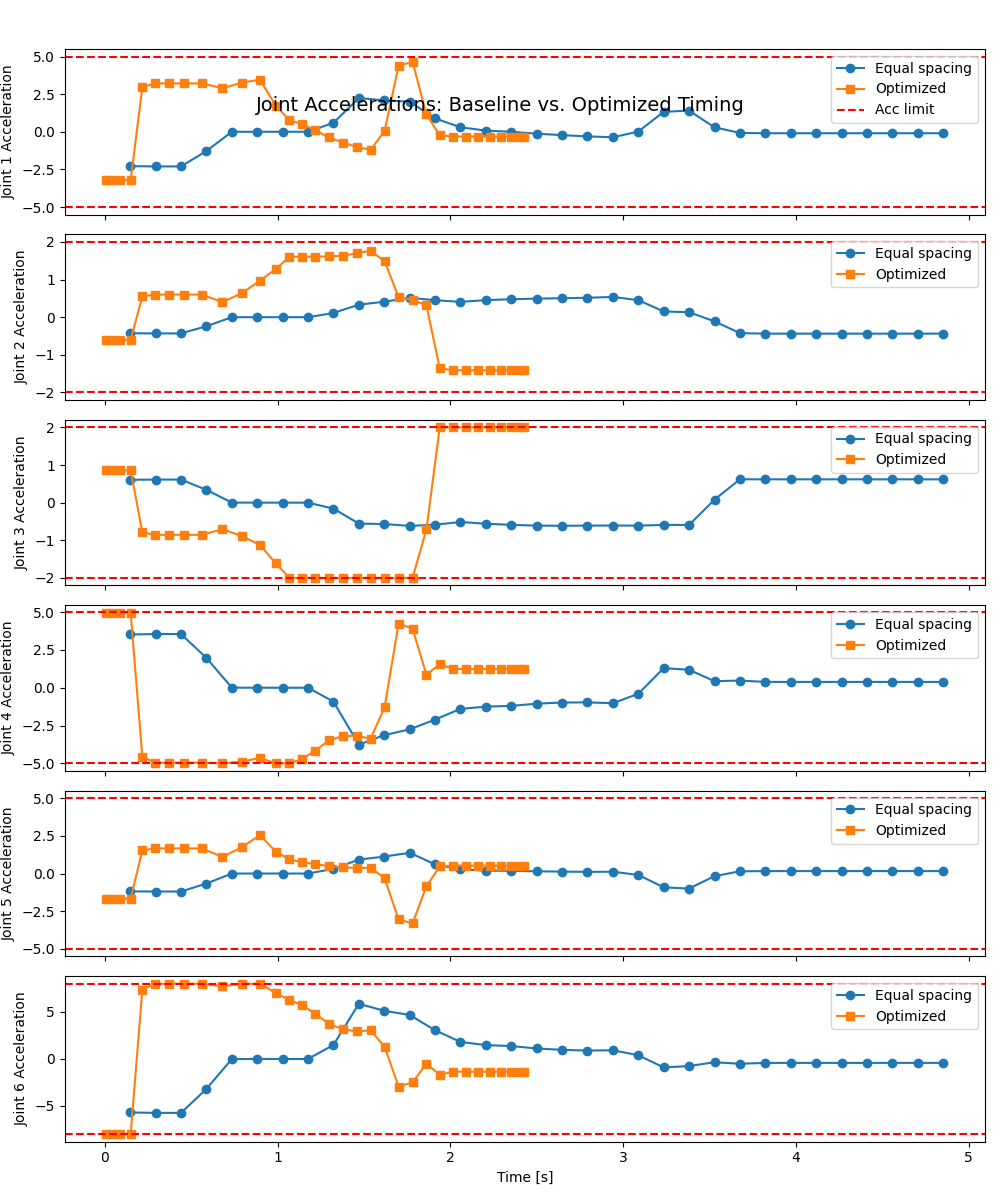 Joint Accelerations: Baseline vs. Optimized Timing
Joint 1 Acceleration
5.0
2.5
0.0
−2.5
−5.0
Equal spacing
Optimized
Acc limit
Joint 2 Acceleration
2
1
0
−1
−2
Equal spacing
Optimized
Joint 3 Acceleration
2
1
0
−1
−2
Equal spacing
Optimized
Joint 4 Acceleration
5.0
2.5
0.0
−2.5
−5.0
Equal spacing
Optimized
Joint 5 Acceleration
5.0
2.5
0.0
−2.5
−5.0
Equal spacing
Optimized
Joint 6 Acceleration
5
0
−5
Equal spacing
Optimized
0 1 2 3 4 5
Time [s]